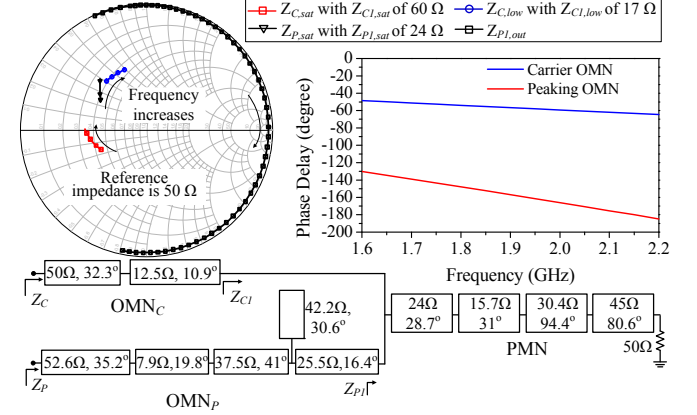 Z_C,sat with Z_C1,sat of 60 Ω
Z_C,low with Z_C1,low of 17 Ω
Z_P,sat with Z_P1,sat of 24 Ω
Z_P1,out
Frequency
increases
Reference
impedance is 50 Ω
Phase Delay (degree)
0
-20
-40
-60
-80
-100
-120
-140
-160
-180
-200
Carrier OMN
Peaking OMN
1.6 1.7 1.8 1.9 2.0 2.1 2.2
Frequency (GHz)
50Ω, 32.3°
12.5Ω, 10.9°
Z_C
OMN_C
Z_C1
42.2Ω,
30.6°
24Ω
28.7°
15.7Ω
31°
30.4Ω
94.4°
45Ω
80.6°
PMN
50Ω
52.6Ω, 35.2°
7.9Ω,19.8°
37.5Ω, 41°
25.5Ω,16.4°
Z_P
OMN_P
Z_P1